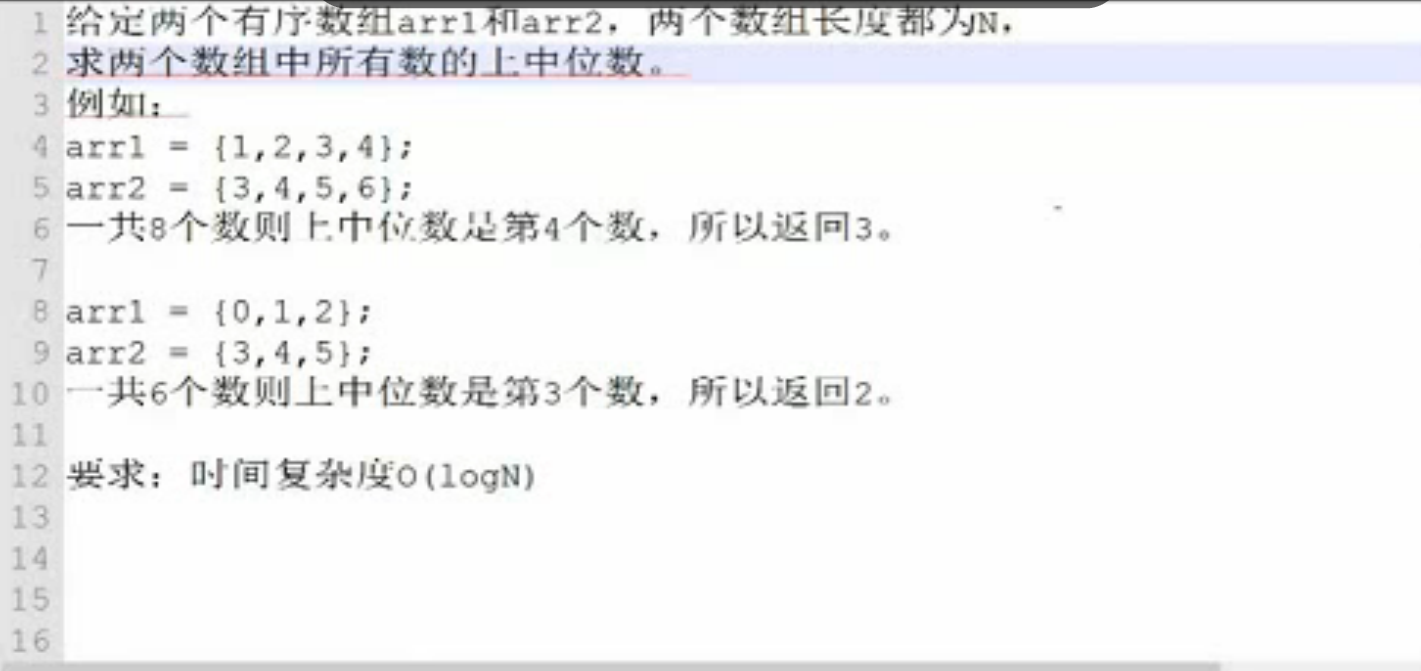 1 给定两个有序数组arr1和arr2，两个数组长度都为N，
2 求两个数组中所有数的上中位数。
3 例如：
4 arr1 = {1,2,3,4};
5 arr2 = {3,4,5,6};
6 一共8个数则上中位数是第4个数，所以返回3。
7
8 arr1 = {0,1,2};
9 arr2 = {3,4,5};
10 一共6个数则上中位数是第3个数，所以返回2。
11
12 要求：时间复杂度O(logN)
13
14
15
16